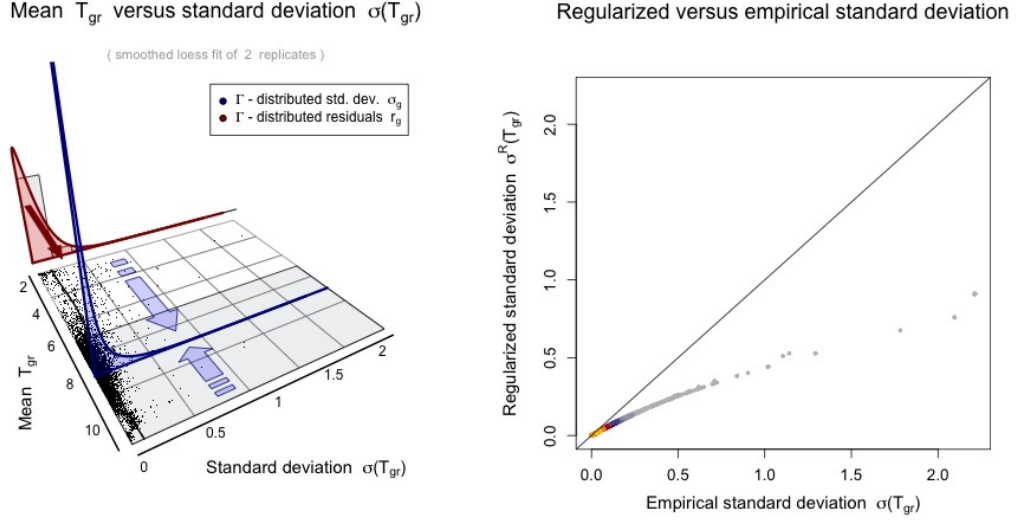 Mean T_gr versus standard deviation σ(T_gr)
( smoothed loess fit of 2 replicates )
Γ - distributed std. dev. σ_g
Γ - distributed residuals r_g
2
4
6
8
10
Mean T_gr
0
0.5
1
1.5
2
Standard deviation σ(T_gr)
Regularized versus empirical standard deviation
Regularized standard deviation σ^R(T_gr)
2.0
1.5
1.0
0.5
0.0
0.0 0.5 1.0 1.5 2.0
Empirical standard deviation σ(T_gr)